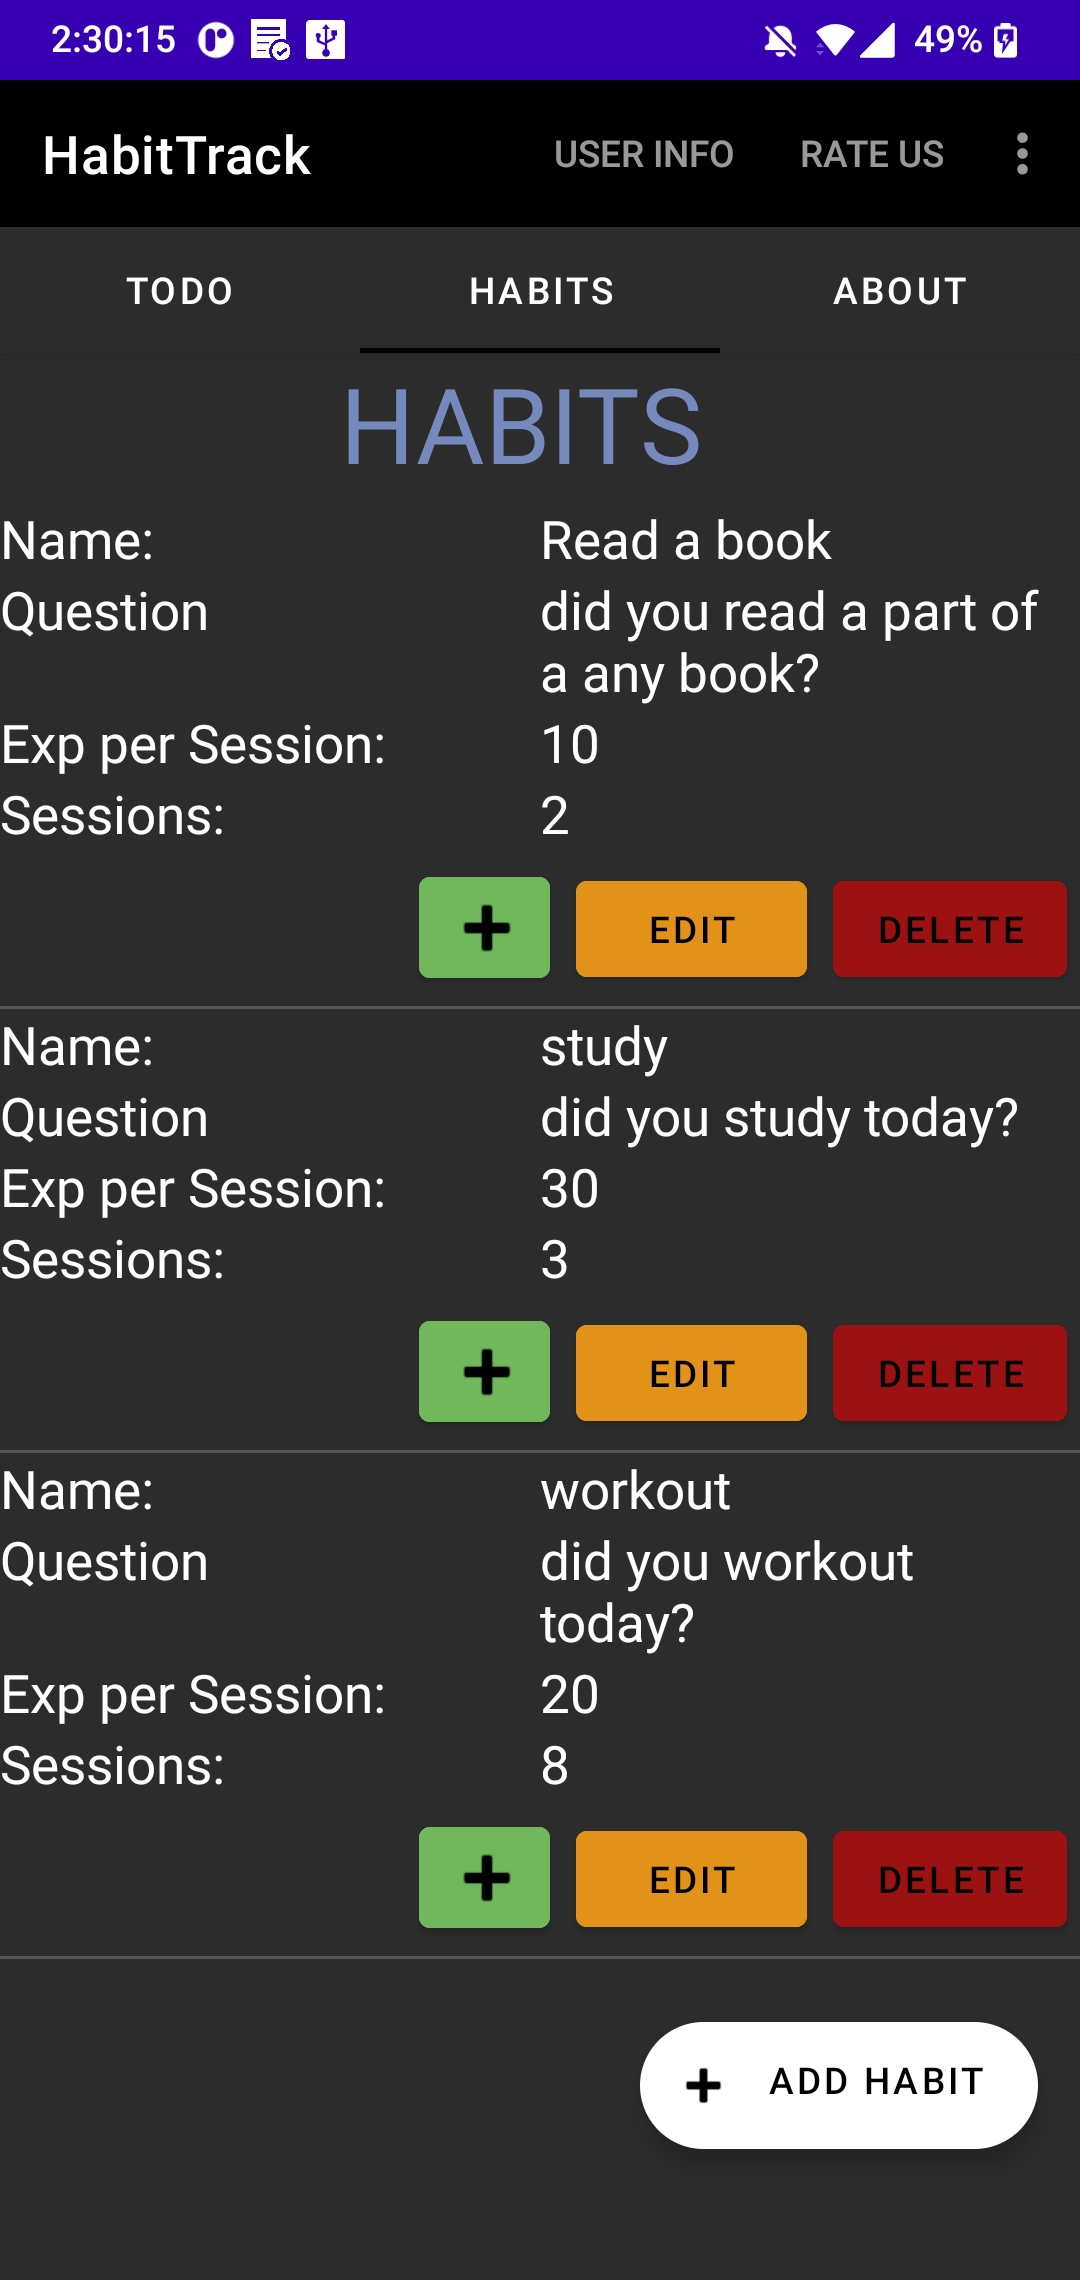 2:30:15 49%
HabitTrack USER INFO RATE US
TODO HABITS ABOUT
HABITS
Name: Read a book
Question did you read a part of
a any book?
Exp per Session: 10
Sessions: 2
EDIT DELETE
Name: study
Question did you study today?
Exp per Session: 30
Sessions: 3
EDIT DELETE
Name: workout
Question did you workout
today?
Exp per Session: 20
Sessions: 8
EDIT DELETE
ADD HABIT